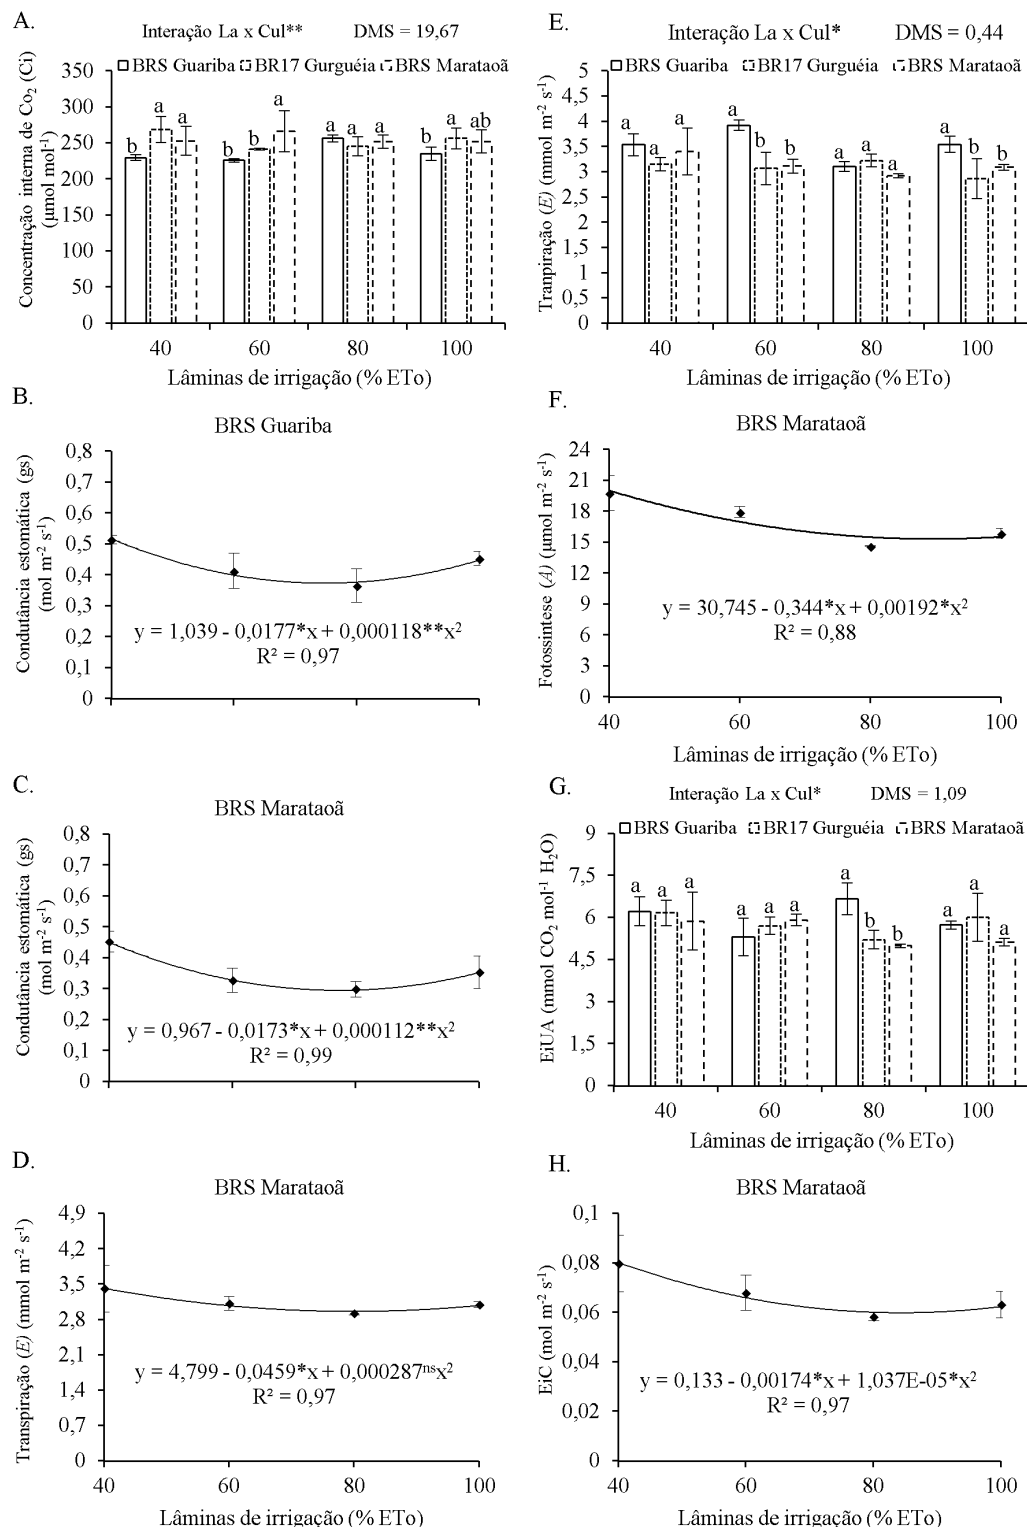 A.
Interação La x Cul** DMS = 19,67
BRS Guariba BR17 Gurguéia BRS Marataoã
Concentração interna de Co2 (Ci)
(μmol mol-1)
350
300
250
200
150
100
50
0
b a a
b b a
a a a
b a ab
40 60 80 100
Lâminas de irrigação (% ETo)
E.
Interação La x Cul* DMS = 0,44
BRS Guariba BR17 Gurguéia BRS Marataoã
Tranpiração (E) (mmol m-2 s-1)
5
4,5
4
3,5
3
2,5
2
1,5
1
0,5
0
a a a
a b b
a a a
a b b
40 60 80 100
Lâminas de irrigação (% ETo)
B.
BRS Guariba
Condutância estomática (gs)
(mol m-2 s-1)
0,8
0,7
0,6
0,5
0,4
0,3
0,2
0,1
0
y = 1,039 - 0,0177*x + 0,000118**x2
R² = 0,97
F.
BRS Marataoã
Fotossíntese (A) (μmol m-2 s-1)
24
21
18
15
12
9
6
3
0
y = 30,745 - 0,344*x + 0,00192*x2
R² = 0,88
40 60 80 100
Lâminas de irrigação (% ETo)
C.
BRS Marataoã
Condutância estomática (gs)
(mol m-2 s-1)
0,8
0,7
0,6
0,5
0,4
0,3
0,2
0,1
0
y = 0,967 - 0,0173*x + 0,000112**x2
R² = 0,99
G.
Interação La x Cul* DMS = 1,09
BRS Guariba BR17 Gurguéia BRS Marataoã
EiUA (mmol CO2 mol-1 H2O)
9
7,5
6
4,5
3
1,5
0
a a a
a a a
a b b
a a a
40 60 80 100
Lâminas de irrigação (% ETo)
D.
BRS Marataoã
Transpiração (E) (mmol m-2 s-1)
4,9
4,2
3,5
2,8
2,1
1,4
0,7
0
y = 4,799 - 0,0459*x + 0,000287nsx2
R² = 0,97
40 60 80 100
Lâminas de irrigação (% ETo)
H.
BRS Marataoã
EiC (mol m-2 s-1)
0,1
0,08
0,06
0,04
0,02
0
y = 0,133 - 0,00174*x + 1,037E-05*x2
R² = 0,97
40 60 80 100
Lâminas de irrigação (% ETo)